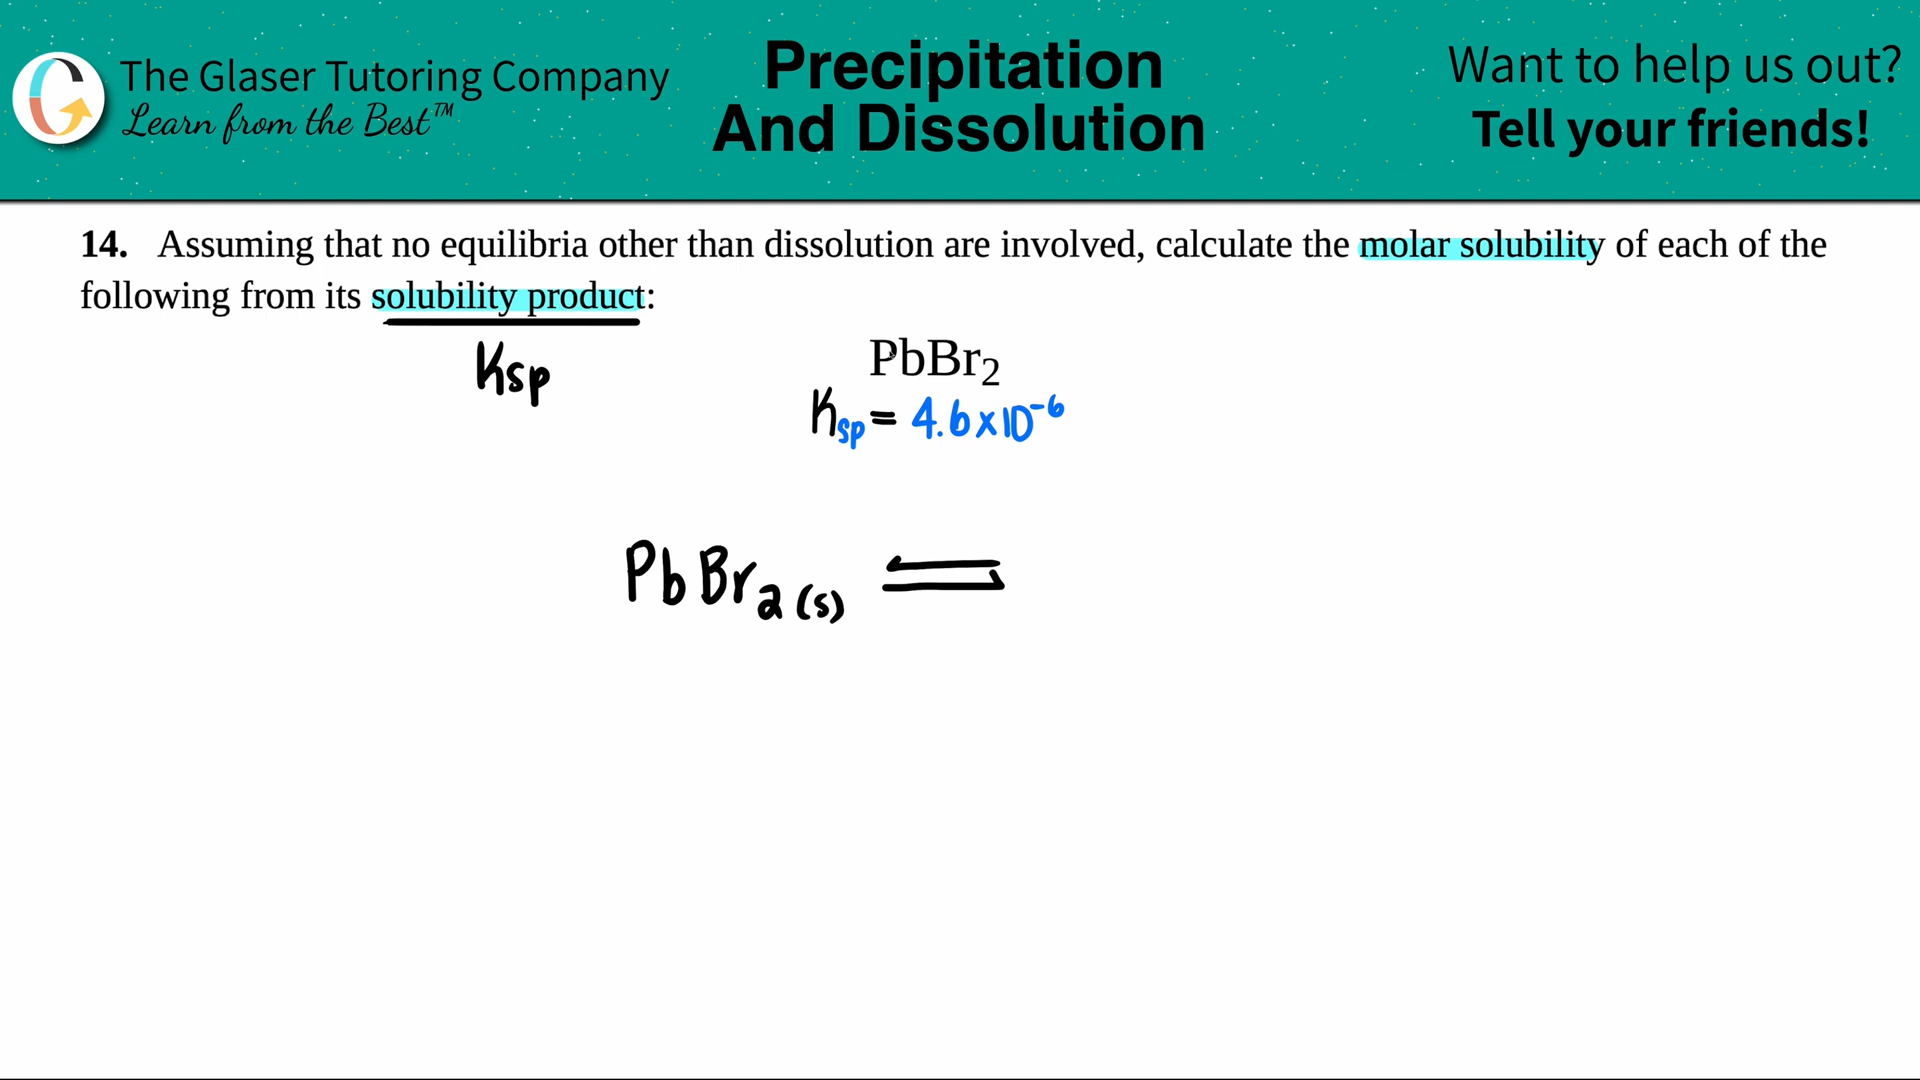 The Glaser Tutoring Company
Learn from the Best™
Precipitation
And Dissolution
Want to help us out?
Tell your friends!
14. Assuming that no equilibria other than dissolution are involved, calculate the molar solubility of each of the
following from its solubility product:
Ksp
PbBr₂
Ksp = 4.6x10⁻⁶
PbBr₂(s) ⇌